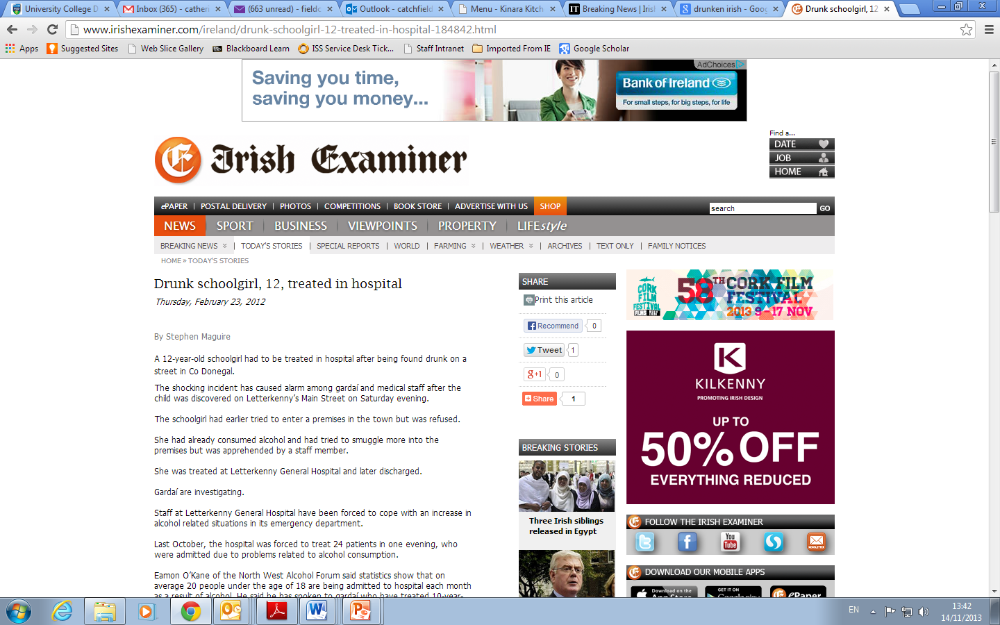 University College D
Inbox (365) - catheri
(663 unread) - fieldc
Outlook - catchfield
Menu - Kinara Kitch
IT Breaking News | Iris
drunken irish - Goog
Drunk schoolgirl, 12
www.irishexaminer.com/ireland/drunk-schoolgirl-12-treated-in-hospital-184842.html
Apps Suggested Sites Web Slice Gallery Bb Blackboard Learn ISS Service Desk Tick... Staff Intranet Imported From IE Google Scholar
Saving you time,
saving you money...
AdChoices
Bank of Ireland
For small steps, for big steps, for life
Irish Examiner
Find a...
DATE
JOB
HOME
ePAPER | POSTAL DELIVERY | PHOTOS | COMPETITIONS | BOOK STORE | ADVERTISE WITH US SHOP
search GO
NEWS SPORT BUSINESS VIEWPOINTS PROPERTY LIFEstyle
BREAKING NEWS | TODAY'S STORIES | SPECIAL REPORTS | WORLD | FARMING | WEATHER | ARCHIVES | TEXT ONLY | FAMILY NOTICES
HOME » TODAY'S STORIES
Drunk schoolgirl, 12, treated in hospital
Thursday, February 23, 2012
By Stephen Maguire
A 12-year-old schoolgirl had to be treated in hospital after being found drunk on a
street in Co Donegal.
The shocking incident has caused alarm among gardaí and medical staff after the
child was discovered on Letterkenny’s Main Street on Saturday evening.
The schoolgirl had earlier tried to enter a premises in the town but was refused.
She had already consumed alcohol and had tried to smuggle more into the
premises but was apprehended by a staff member.
She was treated at Letterkenny General Hospital and later discharged.
Gardaí are investigating.
Staff at Letterkenny General Hospital have been forced to cope with an increase in
alcohol related situations in its emergency department.
Last October, the hospital was forced to treat 24 patients in one evening, who
were admitted due to problems related to alcohol consumption.
Eamon O’Kane of the North West Alcohol Forum said statistics show that on
average 20 people under the age of 18 are being admitted to hospital each month
as a result of alcohol. He said he has spoken to gardaí who have treated 10-year-
SHARE
Print this article
Recommend 0
Tweet 1
g+1 0
Share 1
BREAKING STORIES
Three Irish siblings
released in Egypt
CORK
FILM
FESTIVAL
FILMS
58TH CORK FILM
FESTIVAL
2013 9 - 17 NOV
K
KILKENNY
PROMOTING IRISH DESIGN
UP TO
50% OFF
EVERYTHING REDUCED
FOLLOW THE IRISH EXAMINER
You
Tube
NEWSLETTER
DOWNLOAD OUR MOBILE APPS
Download on the
App Store
GET IT ON
Google play
ePaper
EN
13:42
14/11/2013